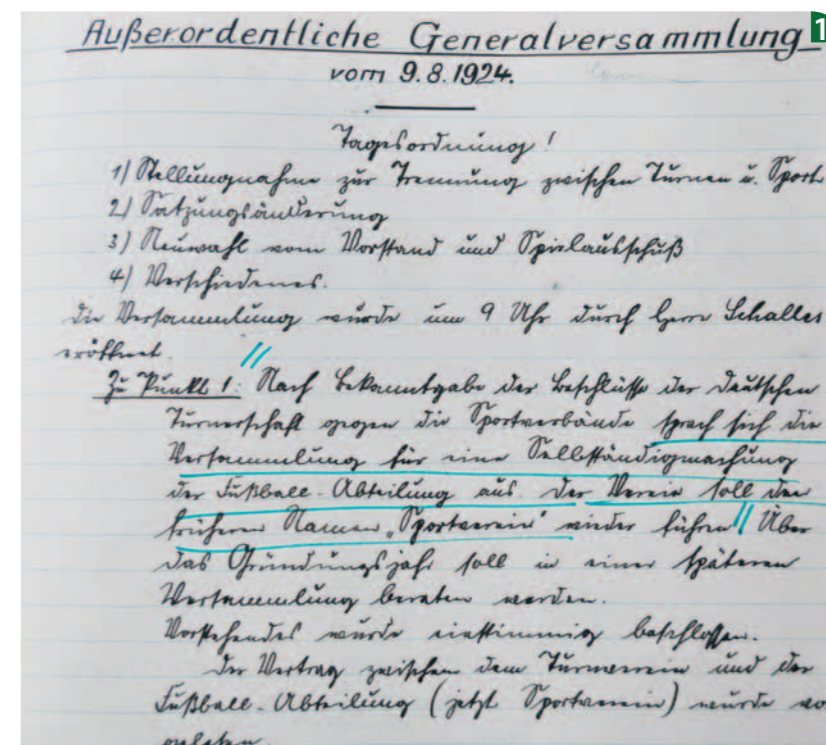 Außerordentliche Generalversammlung
1
vom 9.8.1924.
Tagesordnung!
1) Stellungnahme zur Trennung zwischen Turnen u. Sport
2) Satzungsänderung
3) Neuwahl vom Vorstand und Spielausschuß
4) Verschiedenes.
Die Versammlung wurde um 9 Uhr durch Herrn Schalles
eröffnet.
Zu Punkt 1: Nach Bekanntgabe der Beschlüsse der Deutschen
Turnerschaft gegen die Sportverbände sprach sich die
Versammlung für eine Selbständigmachung
der Fußball-Abteilung aus. Der Verein soll den
früheren Namen „Sportverein" wieder führen. Über
das Gründungsjahr soll in einer späteren
Versammlung beraten werden.
Vorstehendes wurde einstimmig beschlossen.
Der Vertrag zwischen dem Turnverein und der
Fußball-Abteilung (jetzt Sportverein) wurde vo
gelesen.